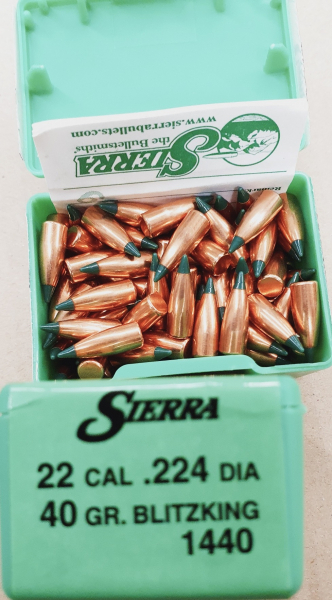 www.sierrabullets.com
the Bulletsmiths®
SIERRA
SIERRA
22 CAL .224 DIA
40 GR. BLITZKING
1440